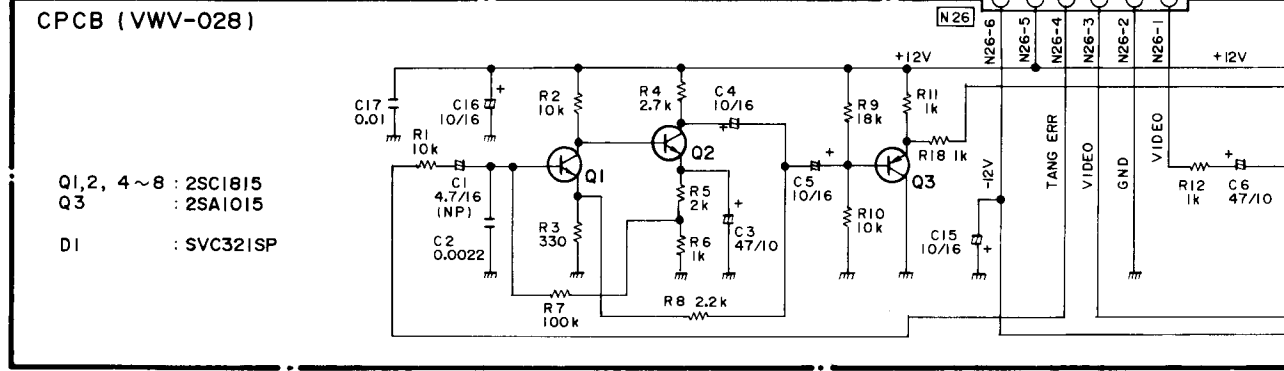 CPCB (VWV-028)
N26
N26-6
N26-5
N26-4
N26-3
N26-2
N26-1
+12V
+12V
C17
0.01
C16
10/16
+
R2
10k
R4
2.7k
C4
10/16
+
R9
18k
R11
1k
R1
10k
Q1
Q2
C5
10/16
+
Q3
R18 1k
-12V
TANG ERR
VIDEO
GND
VIDEO
R12
1k
C6
47/10
+
C1
4.7/16
(NP)
R5
2k
Q1,2, 4~8 : 2SC1815
Q3 : 2SA1015
D1 : SVC321SP
C2
0.0022
R3
330
R6
1k
C3
47/10
+
R10
10k
C15
10/16
+
R7
100k
R8 2.2k